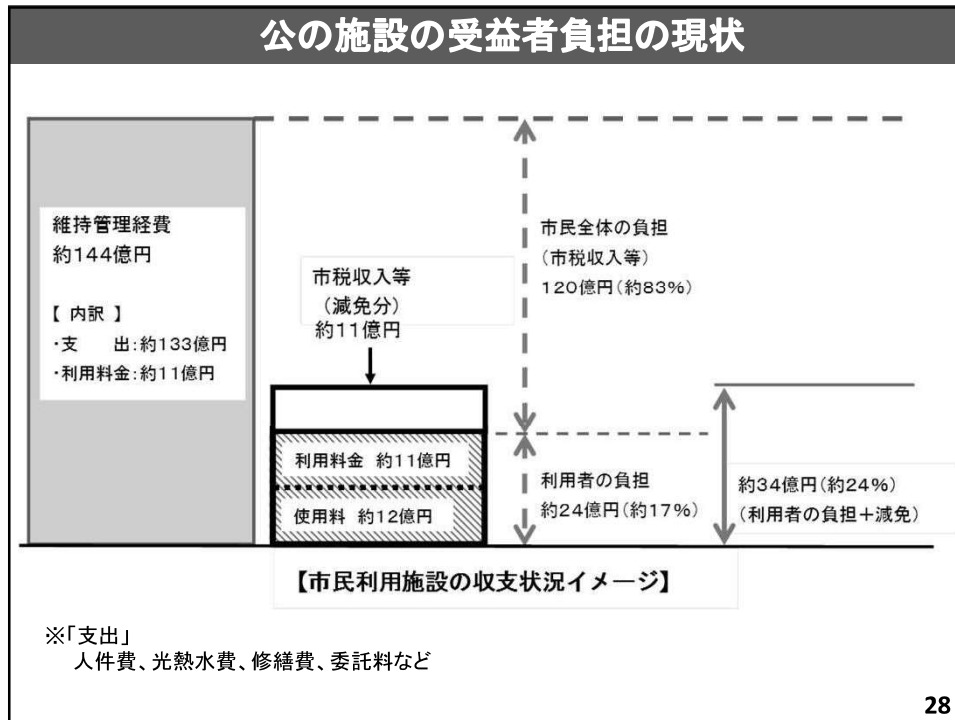 公の施設の受益者負担の現状
維持管理経費
約144億円
【 内訳 】
・支　　出:約133億円
・利用料金:約11億円
市税収入等
（減免分）
約11億円
利用料金 約11億円
使用料 約12億円
市民全体の負担
（市税収入等）
120億円(約83%)
利用者の負担
約24億円(約17%)
約34億円(約24%)
(利用者の負担＋減免)
【市民利用施設の収支状況イメージ】
※「支出」
人件費、光熱水費、修繕費、委託料など
28